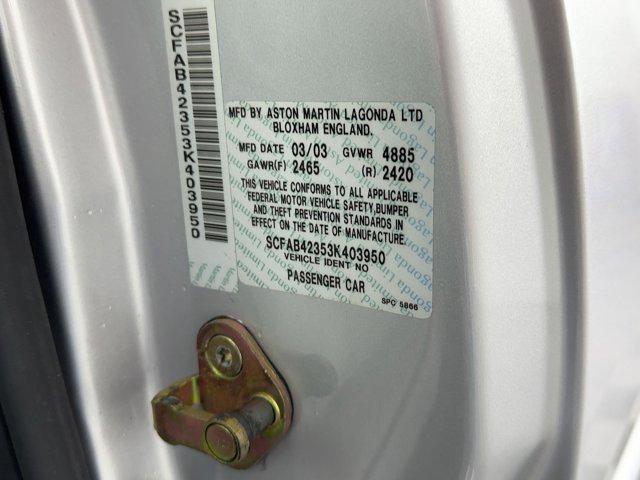 SCFAB42353K403950
MFD BY ASTON MARTIN LAGONDA LTD
BLOXHAM ENGLAND.
MFD DATE 03/03 GVWR 4885
GAWR(F) 2465 (R) 2420
THIS VEHICLE CONFORMS TO ALL APPLICABLE
FEDERAL MOTOR VEHICLE SAFETY,BUMPER
AND THEFT PREVENTION STANDARDS IN
EFFECT ON DATE OF MANUFACTURE
SCFAB42353K403950
VEHICLE IDENT NO
PASSENGER CAR
SPC 5866